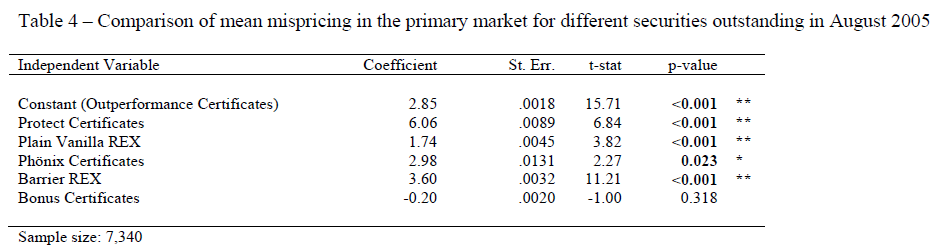 Table 4 – Comparison of mean mispricing in the primary market for different securities outstanding in August 2005
Independent Variable Coefficient St. Err. t-stat p-value
Constant (Outperformance Certificates) 2.85 .0018 15.71 <0.001 **
Protect Certificates 6.06 .0089 6.84 <0.001 **
Plain Vanilla REX 1.74 .0045 3.82 <0.001 **
Phönix Certificates 2.98 .0131 2.27 0.023 *
Barrier REX 3.60 .0032 11.21 <0.001 **
Bonus Certificates -0.20 .0020 -1.00 0.318
Sample size: 7,340